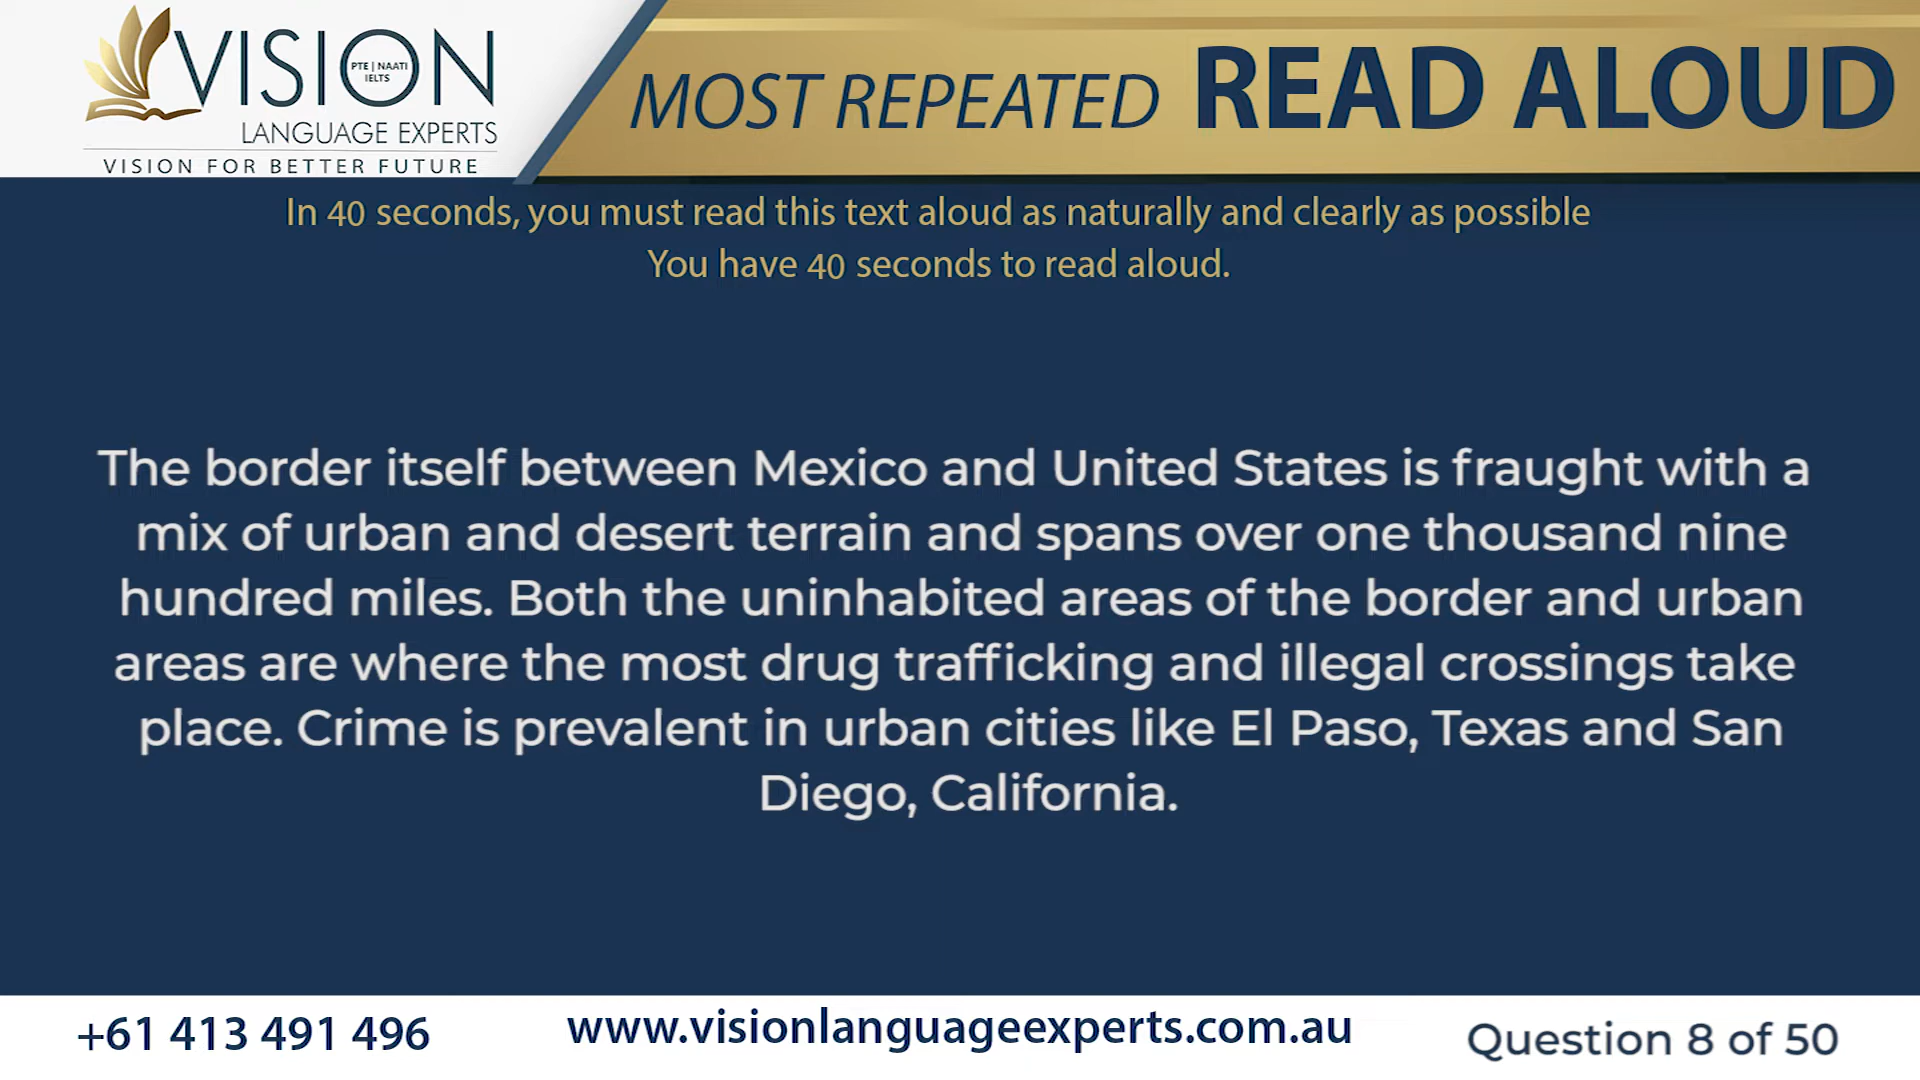 VISION
PTE | NAATI
IELTS
LANGUAGE EXPERTS
VISION FOR BETTER FUTURE
MOST REPEATED READ ALOUD
In 40 seconds, you must read this text aloud as naturally and clearly as possible
You have 40 seconds to read aloud.
The border itself between Mexico and United States is fraught with a
mix of urban and desert terrain and spans over one thousand nine
hundred miles. Both the uninhabited areas of the border and urban
areas are where the most drug trafficking and illegal crossings take
place. Crime is prevalent in urban cities like El Paso, Texas and San
Diego, California.
+61 413 491 496
www.visionlanguageexperts.com.au
Question 8 of 50